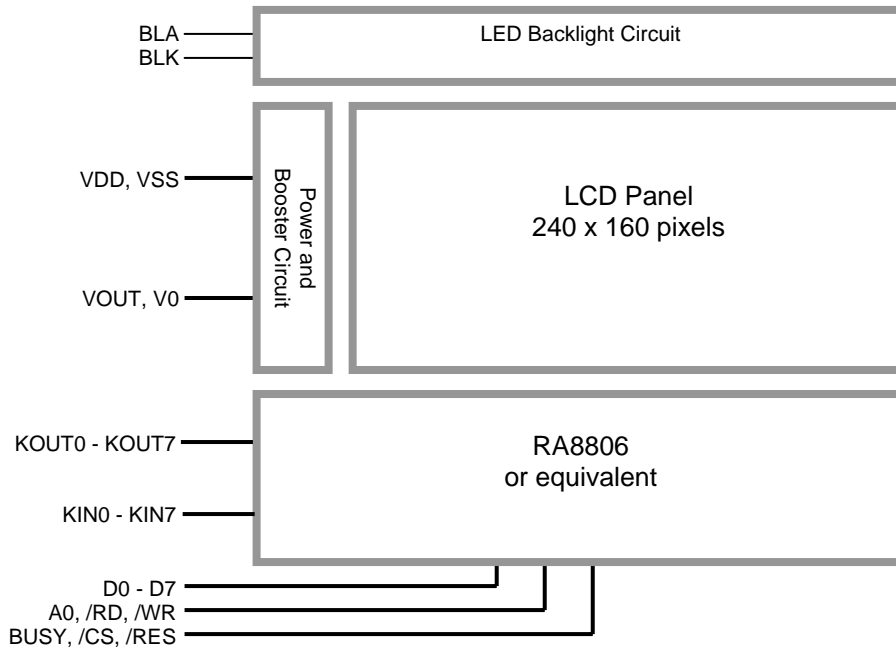 BLA
BLK
LED Backlight Circuit
VDD, VSS
VOUT, V0
Power and
Booster Circuit
LCD Panel
240 x 160 pixels
KOUT0 - KOUT7
KIN0 - KIN7
RA8806
or equivalent
D0 - D7
A0, /RD, /WR
BUSY, /CS, /RES